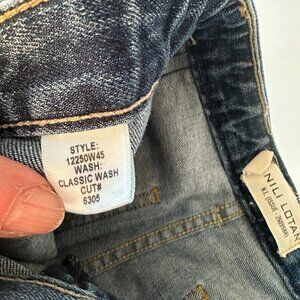 STYLE:
12250W45
WASH:
CLASSIC WASH
CUT#
6305
NILI LOTAN